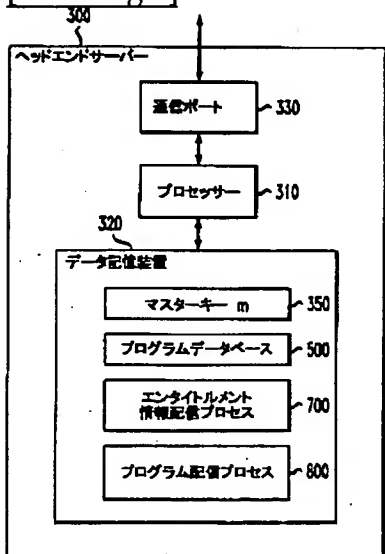 300
ヘッドエンドサーバー
通信ポート
330
プロセッサー
310
320
データ記憶装置
マスターキー m
350
プログラムデータベース
500
エンタイトルメント
情報配信プロセス
700
プログラム配信プロセス
800